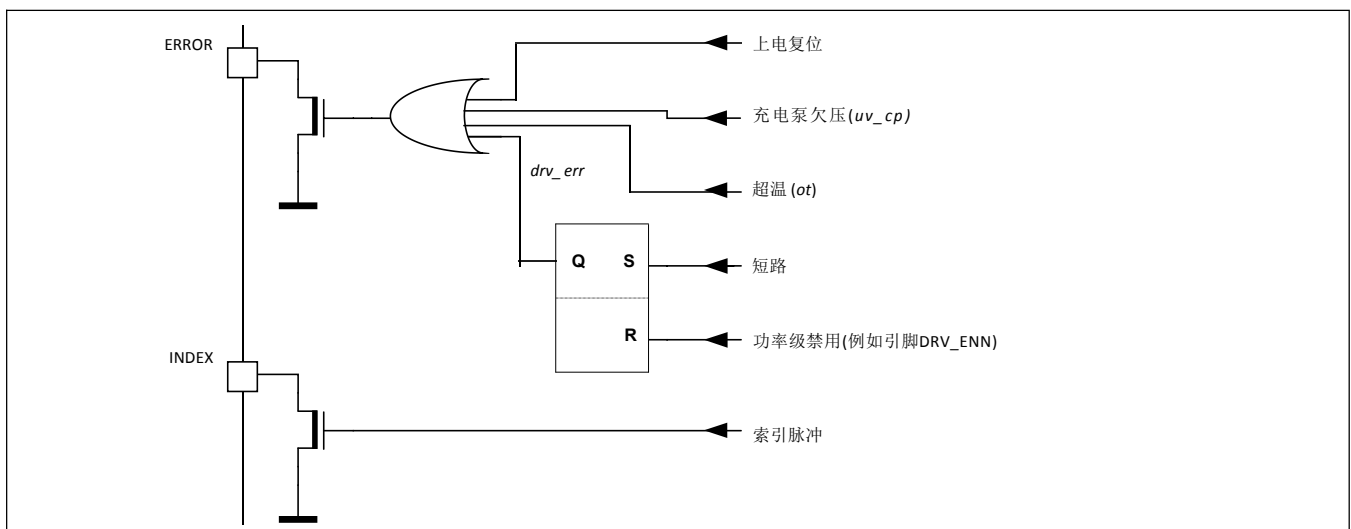 ERROR
上电复位
充电泵欠压(uv_cp)
drv_err
超温 (ot)
Q S
短路
R
功率级禁用(例如引脚DRV_ENN)
INDEX
索引脉冲